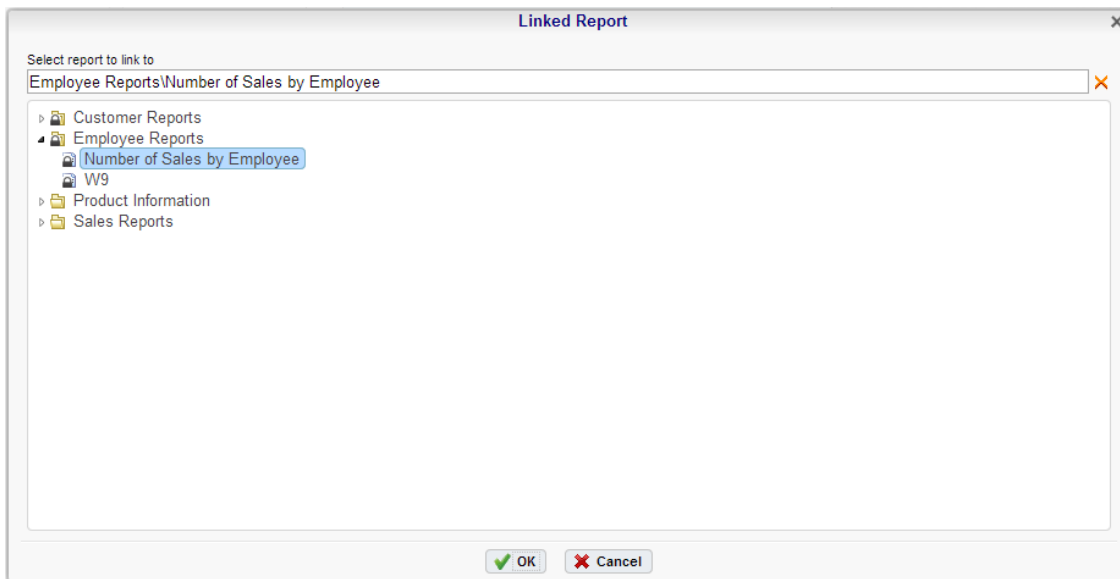 Linked Report
Select report to link to
Employee Reports\Number of Sales by Employee
Customer Reports
Employee Reports
Number of Sales by Employee
W9
Product Information
Sales Reports
OK Cancel